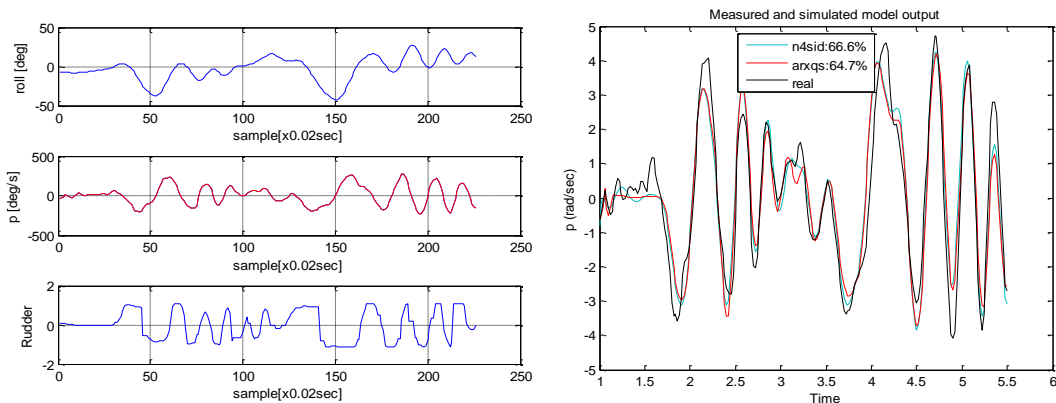 50
0
-50
roll [deg]
0 50 100 150 200 250
sample[x0.02sec]
500
0
-500
p [deg/s]
0 50 100 150 200 250
sample[x0.02sec]
2
0
-2
Rudder
0 50 100 150 200 250
sample[x0.02sec]
Measured and simulated model output
n4sid:66.6%
arxqs:64.7%
real
5
4
3
2
1
0
-1
-2
-3
-4
-5
p (rad/sec)
1 1.5 2 2.5 3 3.5 4 4.5 5 5.5 6
Time